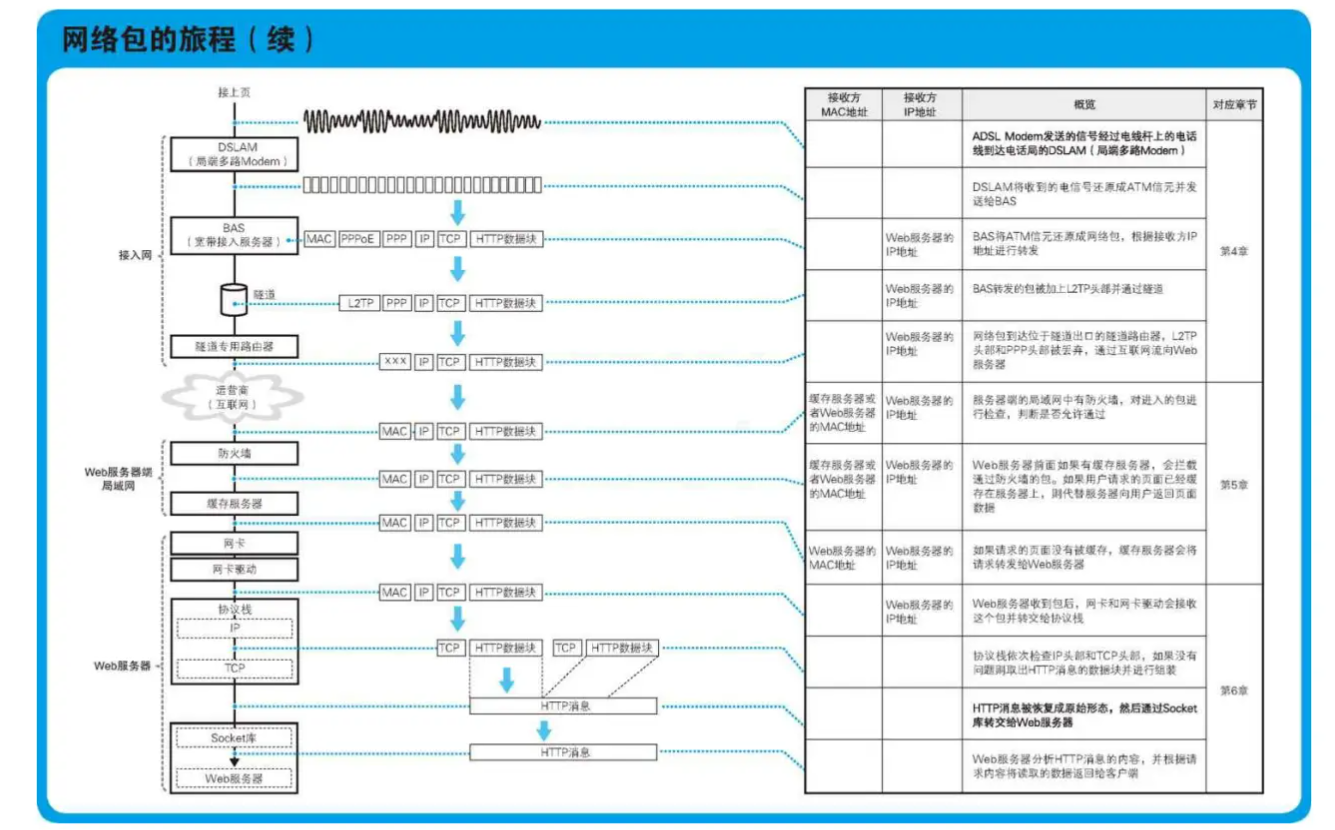 网络包的旅程（续）
接上页
DSLAM
（局端多路Modem）
BAS
（宽带接入服务器）
接入网
隧道
隧道专用路由器
运营商
（互联网）
防火墙
Web服务器端
局域网
缓存服务器
网卡
网卡驱动
协议栈
IP
TCP
Web服务器
Socket库
Web服务器
MAC PPPoE PPP IP TCP HTTP数据块
L2TP PPP IP TCP HTTP数据块
××× IP TCP HTTP数据块
MAC IP TCP HTTP数据块
MAC IP TCP HTTP数据块
MAC IP TCP HTTP数据块
MAC IP TCP HTTP数据块
TCP HTTP数据块 TCP HTTP数据块
HTTP消息
HTTP消息
接收方
MAC地址
接收方
IP地址
概览
对应章节
ADSL Modem发送的信号经过电线杆上的电话
线到达电话局的DSLAM（局端多路Modem）
DSLAM将收到的电信号还原成ATM信元并发
送给BAS
Web服务器的
IP地址
BAS将ATM信元还原成网络包，根据接收方IP
地址进行转发
第4章
Web服务器的
IP地址
BAS转发的包被加上L2TP头部并通过隧道
Web服务器的
IP地址
网络包到达位于隧道出口的隧道路由器，L2TP
头部和PPP头部被丢弃，通过互联网流向Web
服务器
缓存服务器或
者Web服务器
的MAC地址
Web服务器的
IP地址
服务器端的局域网中有防火墙，对进入的包进
行检查，判断是否允许通过
缓存服务器或
者Web服务器
的MAC地址
Web服务器的
IP地址
Web服务器前面如果有缓存服务器，会拦截
通过防火墙的包。如果用户请求的页面已经缓
存在服务器上，则代替服务器向用户返回页面
数据
第5章
Web服务器的
MAC地址
Web服务器的
IP地址
如果请求的页面没有被缓存，缓存服务器会将
请求转发给Web服务器
Web服务器的
IP地址
Web服务器收到包后，网卡和网卡驱动会接收
这个包并转交给协议栈
协议栈依次检查IP头部和TCP头部，如果没有
问题则取出HTTP消息的数据块并进行组装
第6章
HTTP消息被恢复成原始形态，然后通过Socket
库转交给Web服务器
Web服务器分析HTTP消息的内容，并根据请
求内容将读取的数据返回给客户端